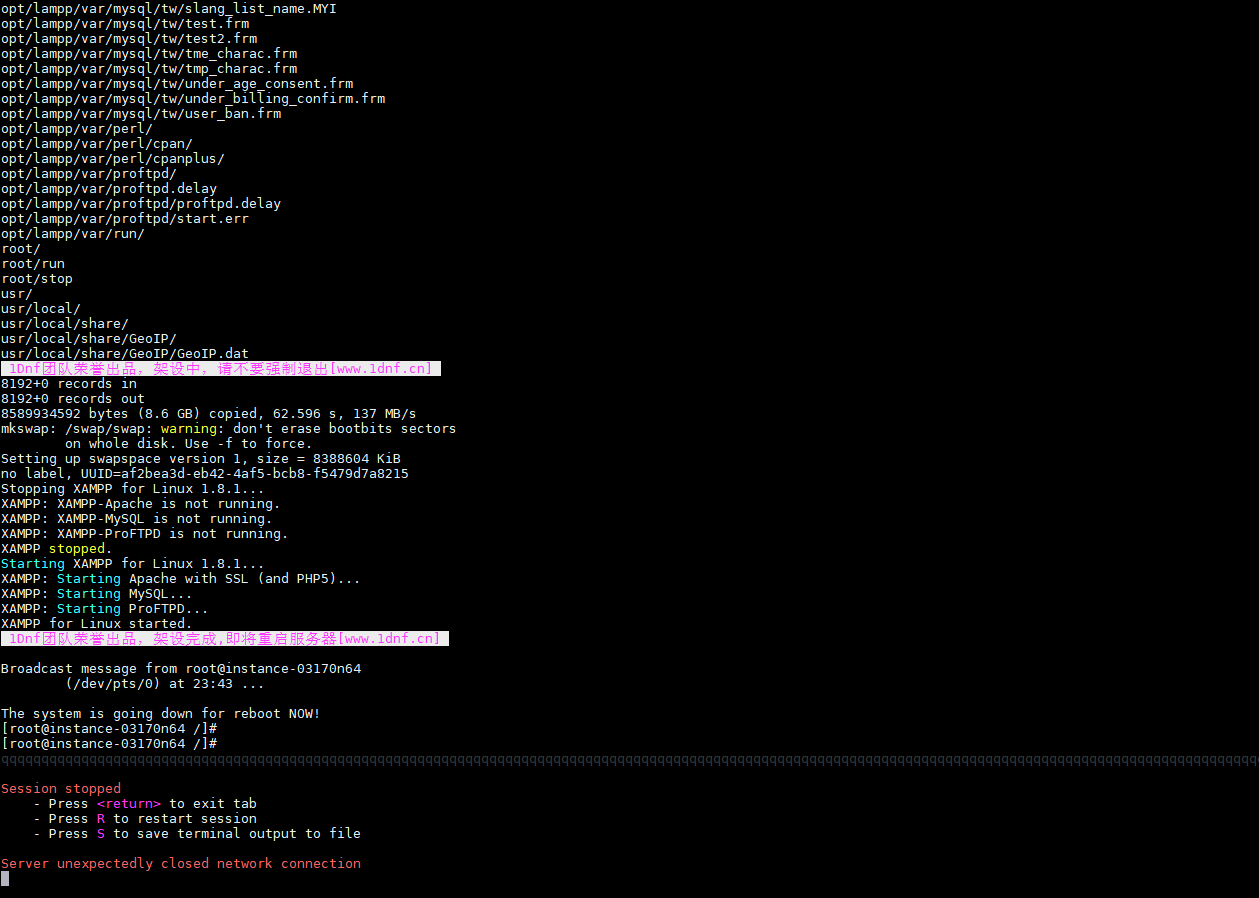 opt/lampp/var/mysql/tw/slang_list_name.MYI
opt/lampp/var/mysql/tw/test.frm
opt/lampp/var/mysql/tw/test2.frm
opt/lampp/var/mysql/tw/tme_charac.frm
opt/lampp/var/mysql/tw/tmp_charac.frm
opt/lampp/var/mysql/tw/under_age_consent.frm
opt/lampp/var/mysql/tw/under_billing_confirm.frm
opt/lampp/var/mysql/tw/user_ban.frm
opt/lampp/var/perl/
opt/lampp/var/perl/cpan/
opt/lampp/var/perl/cpanplus/
opt/lampp/var/proftpd/
opt/lampp/var/proftpd.delay
opt/lampp/var/proftpd/proftpd.delay
opt/lampp/var/proftpd/start.err
opt/lampp/var/run/
root/
root/run
root/stop
usr/
usr/local/
usr/local/share/
usr/local/share/GeoIP/
usr/local/share/GeoIP/GeoIP.dat
1Dnf团队荣誉出品，架设中，请不要强制退出[www.1dnf.cn]
8192+0 records in
8192+0 records out
8589934592 bytes (8.6 GB) copied, 62.596 s, 137 MB/s
mkswap: /swap/swap: warning: don't erase bootbits sectors
        on whole disk. Use -f to force.
Setting up swapspace version 1, size = 8388604 KiB
no label, UUID=af2bea3d-eb42-4af5-bcb8-f5479d7a8215
Stopping XAMPP for Linux 1.8.1...
XAMPP: XAMPP-Apache is not running.
XAMPP: XAMPP-MySQL is not running.
XAMPP: XAMPP-ProFTPD is not running.
XAMPP stopped.
Starting XAMPP for Linux 1.8.1...
XAMPP: Starting Apache with SSL (and PHP5)...
XAMPP: Starting MySQL...
XAMPP: Starting ProFTPD...
XAMPP for Linux started.
1Dnf团队荣誉出品，架设完成,即将重启服务器[www.1dnf.cn]
Broadcast message from root@instance-03170n64
        (/dev/pts/0) at 23:43 ...
The system is going down for reboot NOW!
[root@instance-03170n64 /]#
[root@instance-03170n64 /]#
Session stopped
    - Press <return> to exit tab
    - Press R to restart session
    - Press S to save terminal output to file
Server unexpectedly closed network connection